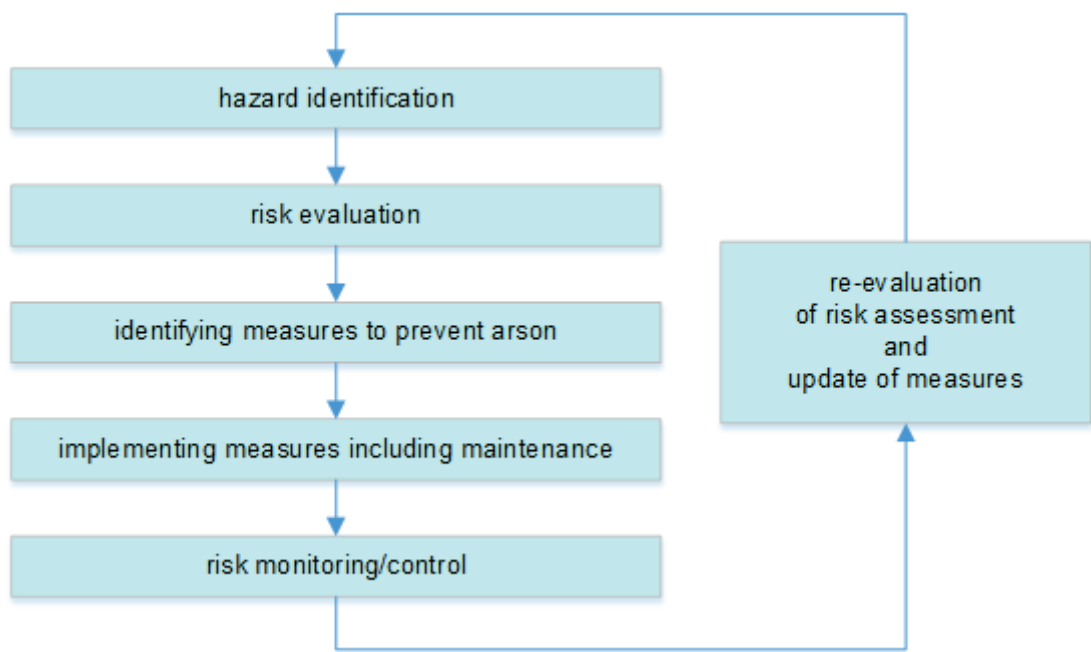 hazard identification
risk evaluation
identifying measures to prevent arson
implementing measures including maintenance
risk monitoring/control
re-evaluation
of risk assessment
and
update of measures